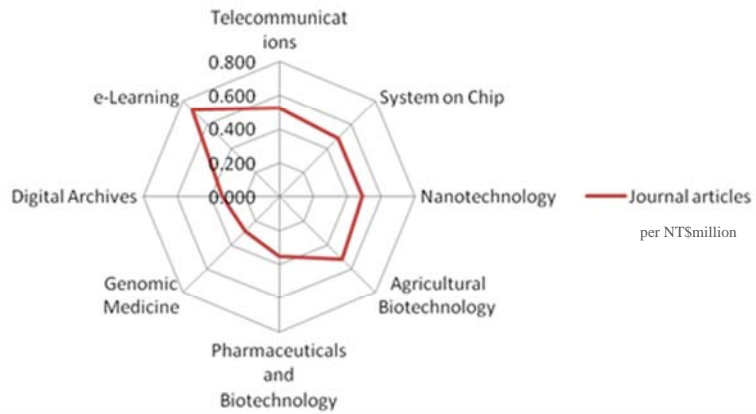 Telecommunicat
ions
0.800
0.600
0.400
0.200
0.000
System on Chip
Nanotechnology
Agricultural
Biotechnology
Pharmaceuticals
and
Biotechnology
Genomic
Medicine
Digital Archives
e-Learning
Journal articles
per NT$million